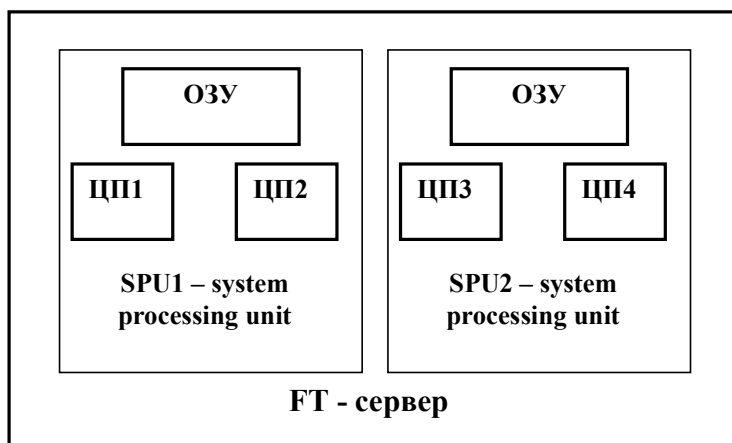 ОЗУ
ОЗУ
ЦП1
ЦП2
ЦП3
ЦП4
SPU1 – system
processing unit
SPU2 – system
processing unit
FT - сервер